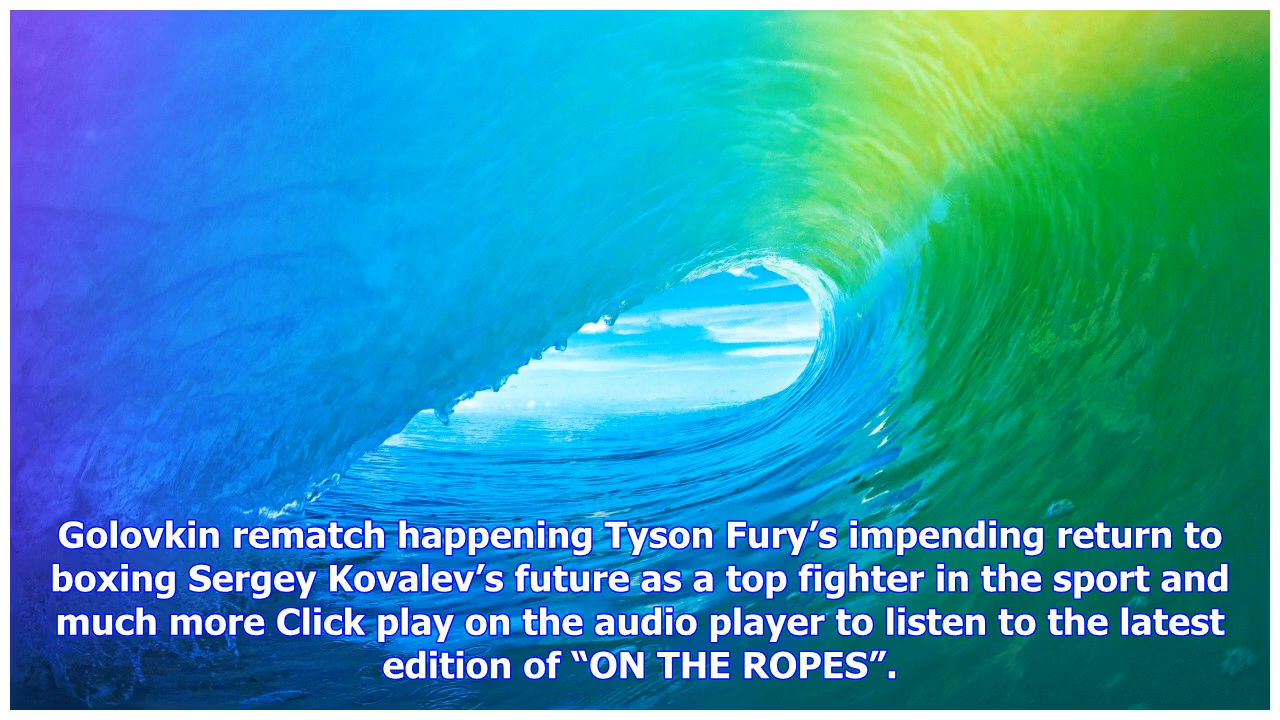 Golovkin rematch happening Tyson Fury’s impending return to
boxing Sergey Kovalev’s future as a top fighter in the sport and
much more Click play on the audio player to listen to the latest
edition of “ON THE ROPES”.